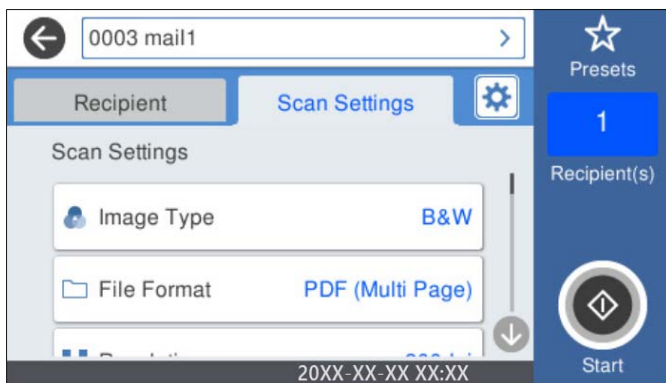 0003 mail1
Presets
Recipient
Scan Settings
1
Recipient(s)
Scan Settings
Image Type B&W
File Format PDF (Multi Page)
Start
20XX-XX-XX XX:XX